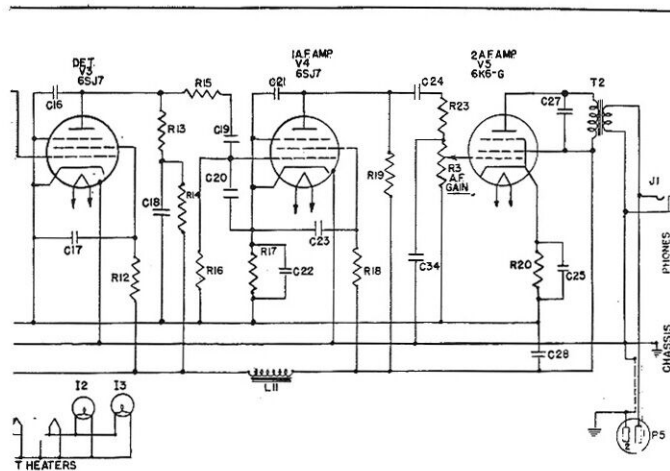 DET.
V3
6SJ7
1A.F.AMP
V4
6SJ7
2A.F.AMP
V5
6K6-G
C16
R15
C21
C24
C27
T2
R13
C19
R23
C20
R19
R3
A.F.
GAIN
J1
PHONES
C18
R14
C17
C23
R12
R16
R17
C22
R18
C34
R20
C25
C28
CHASSIS
L11
I2
I3
P5
2
1
T HEATERS